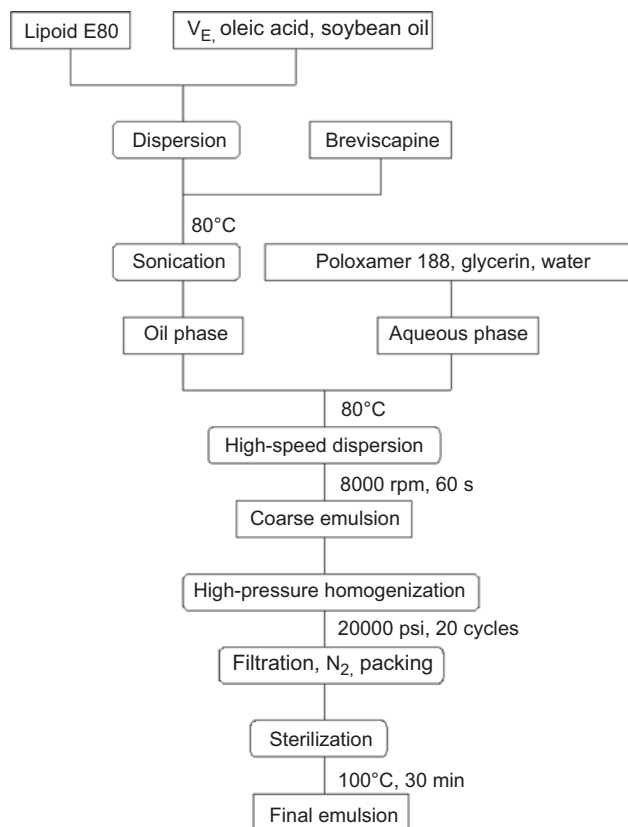 Lipoid E80
V_E, oleic acid, soybean oil
Dispersion
Breviscapine
80°C
Sonication
Poloxamer 188, glycerin, water
Oil phase
Aqueous phase
80°C
High-speed dispersion
8000 rpm, 60 s
Coarse emulsion
High-pressure homogenization
20000 psi, 20 cycles
Filtration, N₂, packing
Sterilization
100°C, 30 min
Final emulsion